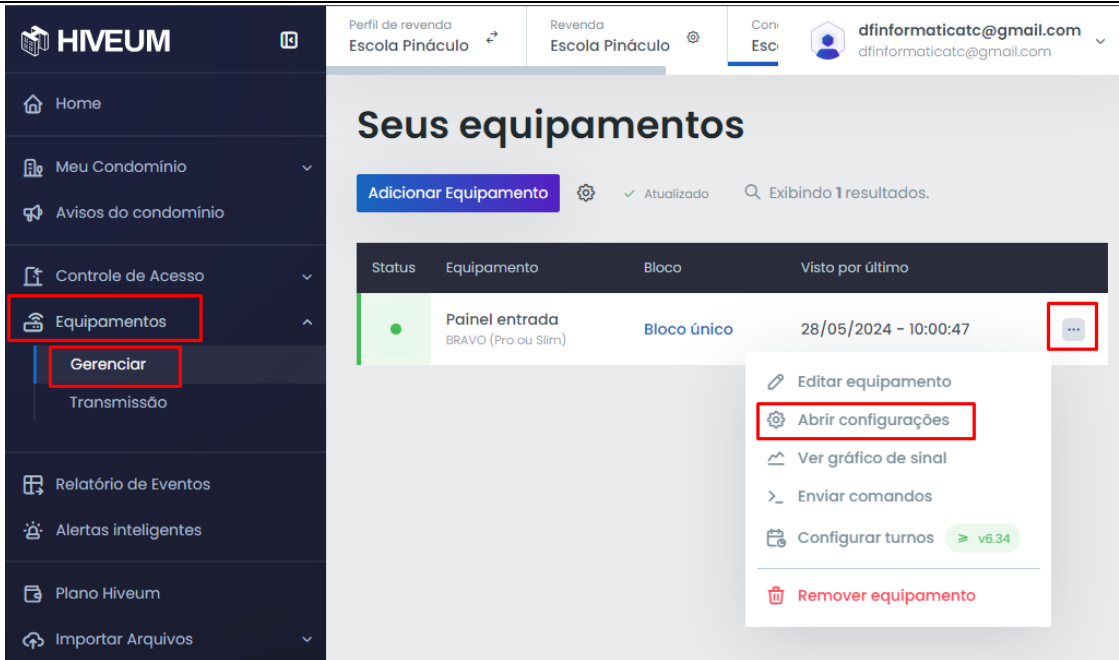 HIVEUM
Perfil de revenda
Escola Pináculo
Revenda
Escola Pináculo
Con
Esc
dfinformaticatc@gmail.com
dfinformaticatc@gmail.com
Home
Meu Condomínio
Avisos do condomínio
Controle de Acesso
Equipamentos
Gerenciar
Transmissão
Relatório de Eventos
Alertas inteligentes
Plano Hiveum
Importar Arquivos
Seus equipamentos
Adicionar Equipamento
Atualizado
Exibindo 1 resultados.
Status Equipamento Bloco Visto por último
Painel entrada
BRAVO (Pro ou Slim)
Bloco único
28/05/2024 - 10:00:47
Editar equipamento
Abrir configurações
Ver gráfico de sinal
Enviar comandos
Configurar turnos ≥ v6.34
Remover equipamento